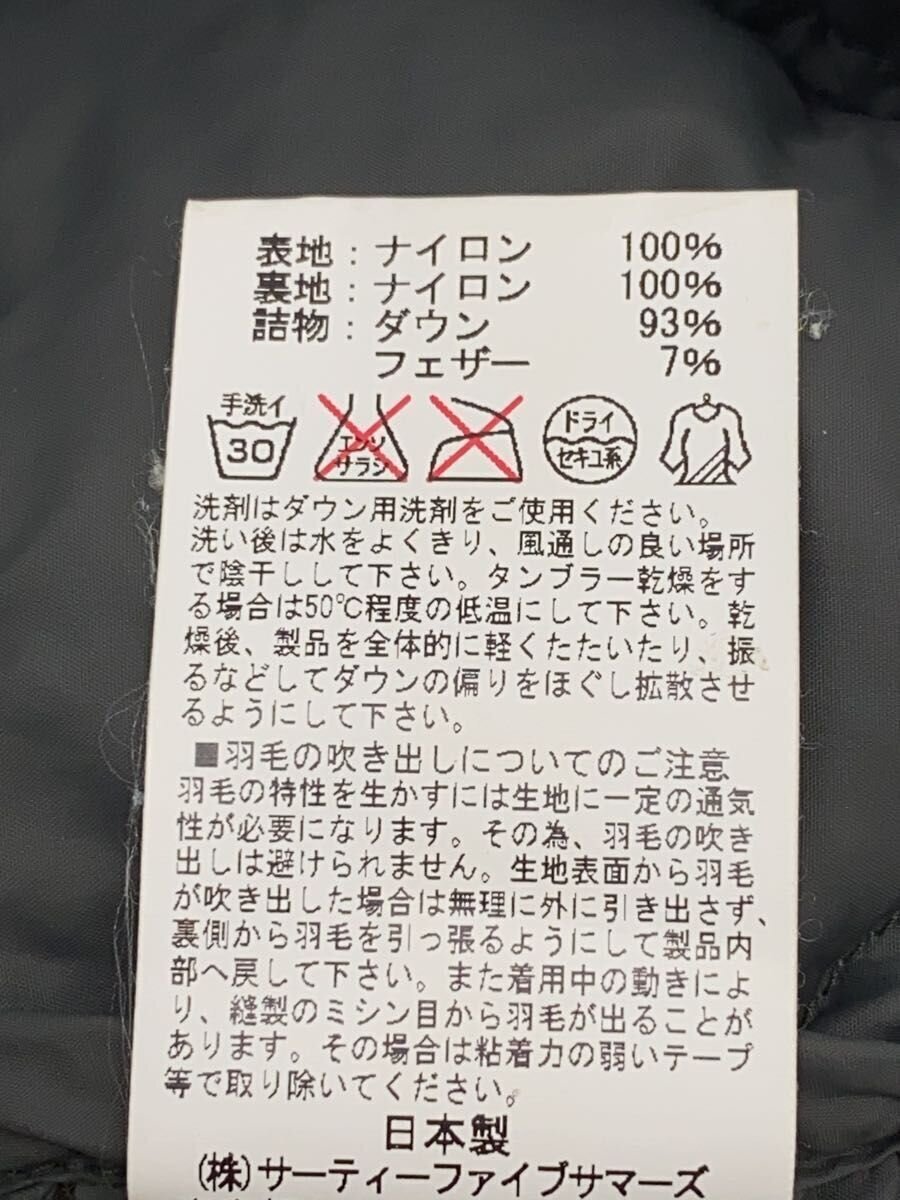 表地：ナイロン 100%
裏地：ナイロン 100%
詰物：ダウン 93%
フェザー 7%
手洗イ 30 エンソサラシ ドライセキユ系
洗剤はダウン用洗剤をご使用ください。
洗い後は水をよくきり、風通しの良い場所
で陰干しして下さい。タンブラー乾燥をす
る場合は50℃程度の低温にして下さい。乾
燥後、製品を全体的に軽くたたいたり、振
るなどしてダウンの偏りをほぐし拡散させ
るようにして下さい。
■羽毛の吹き出しについてのご注意
羽毛の特性を生かすには生地に一定の通気
性が必要になります。その為、羽毛の吹き
出しは避けられません。生地表面から羽毛
が吹き出した場合は無理に外に引き出さず、
裏側から羽毛を引っ張るようにして製品内
部へ戻して下さい。また着用中の動きによ
り、縫製のミシン目から羽毛が出ることが
あります。その場合は粘着力の弱いテープ
等で取り除いてください。
日本製
(株)サーティーファイブサマーズ